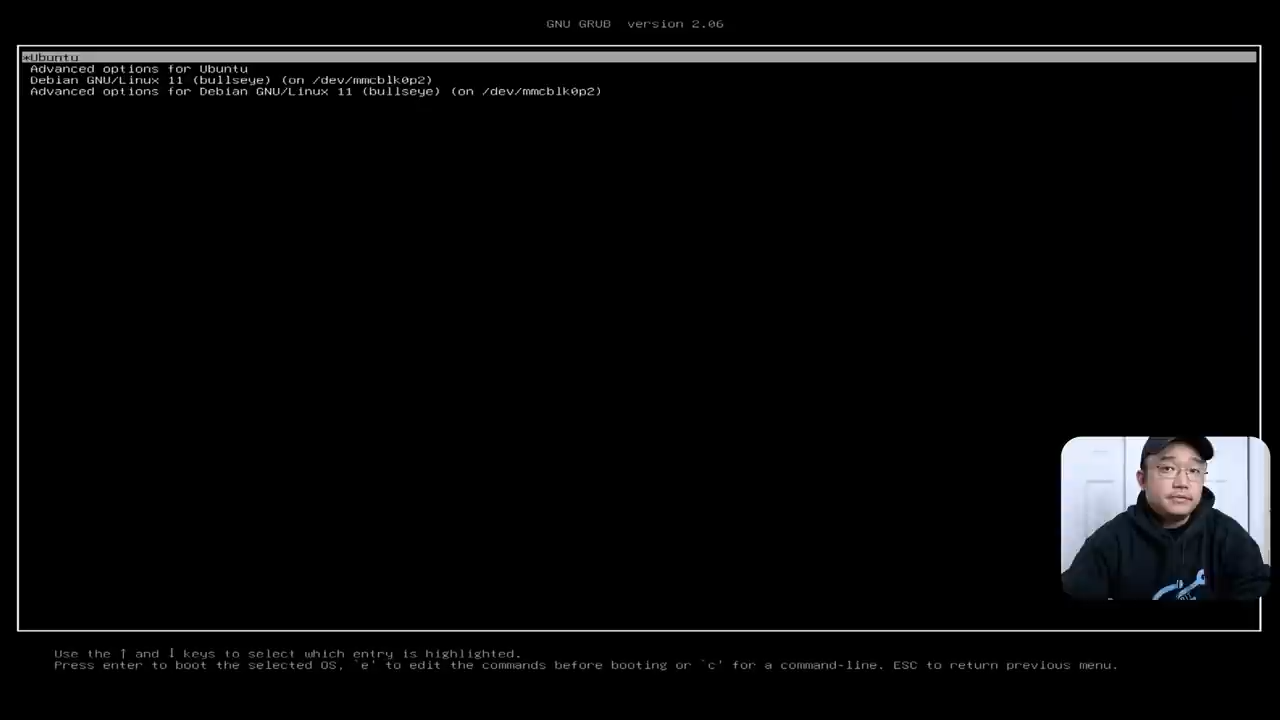 GNU GRUB  version 2.06
*Ubuntu
Advanced options for Ubuntu
Debian GNU/Linux 11 (bullseye) (on /dev/mmcblk0p2)
Advanced options for Debian GNU/Linux 11 (bullseye) (on /dev/mmcblk0p2)
Use the ↑ and ↓ keys to select which entry is highlighted.
Press enter to boot the selected OS, `e' to edit the commands before booting or `c' for a command-line. ESC to return previous menu.